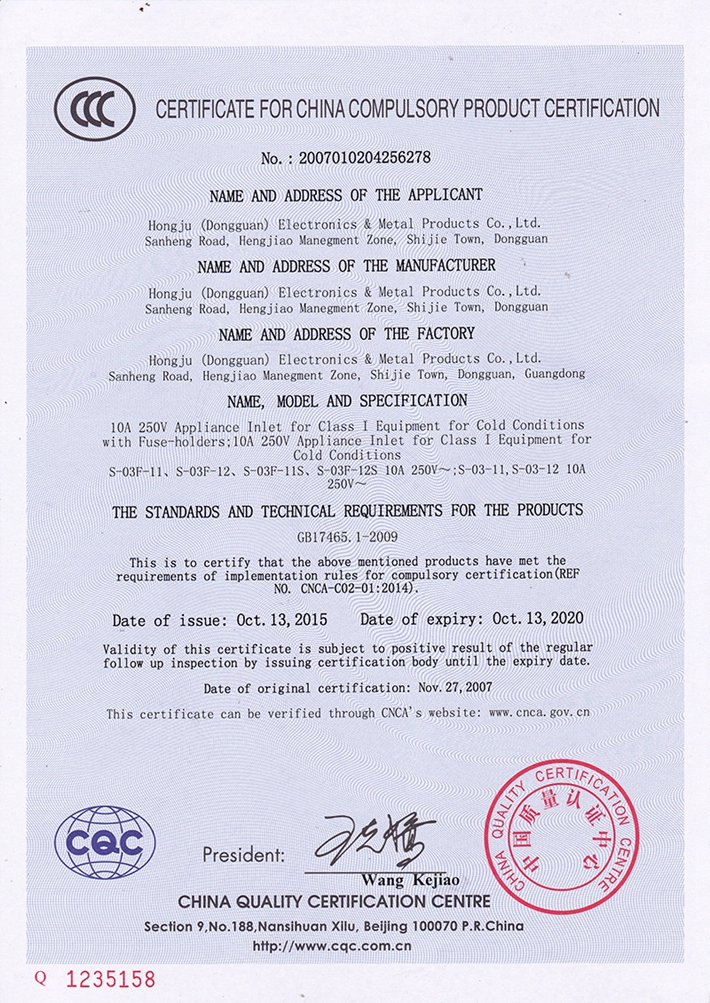 CCC
CERTIFICATE FOR CHINA COMPULSORY PRODUCT CERTIFICATION
No. : 2007010204256278
NAME AND ADDRESS OF THE APPLICANT
Hongju (Dongguan) Electronics & Metal Products Co.,Ltd.
Sanheng Road, Hengjiao Manegment Zone, Shijie Town, Dongguan
NAME AND ADDRESS OF THE MANUFACTURER
Hongju (Dongguan) Electronics & Metal Products Co.,Ltd.
Sanheng Road, Hengjiao Manegment Zone, Shijie Town, Dongguan
NAME AND ADDRESS OF THE FACTORY
Hongju (Dongguan) Electronics & Metal Products Co.,Ltd.
Sanheng Road, Hengjiao Manegment Zone, Shijie Town, Dongguan, Guangdong
NAME, MODEL AND SPECIFICATION
10A 250V Appliance Inlet for Class I Equipment for Cold Conditions
with Fuse-holders;10A 250V Appliance Inlet for Class I Equipment for
Cold Conditions
S-03F-11、S-03F-12、S-03F-11S、S-03F-12S 10A 250V～;S-03-11,S-03-12 10A
250V～
THE STANDARDS AND TECHNICAL REQUIREMENTS FOR THE PRODUCTS
GB17465.1-2009
This is to certify that the above mentioned products have met the
requirements of implementation rules for compulsory certification(REF
NO. CNCA-C02-01:2014).
Date of issue: Oct.13,2015 Date of expiry: Oct.13,2020
Validity of this certificate is subject to positive result of the regular
follow up inspection by issuing certification body until the expiry date.
Date of original certification: Nov.27,2007
This certificate can be verified through CNCA's website: www.cnca.gov.cn
CQC
President:
王克娇
Wang Kejiao
CHINA QUALITY CERTIFICATION CENTRE
中国质量认证中心
CHINA QUALITY CERTIFICATION CENTRE
Section 9,No.188,Nansihuan Xilu, Beijing 100070 P.R.China
http://www.cqc.com.cn
Q 1235158